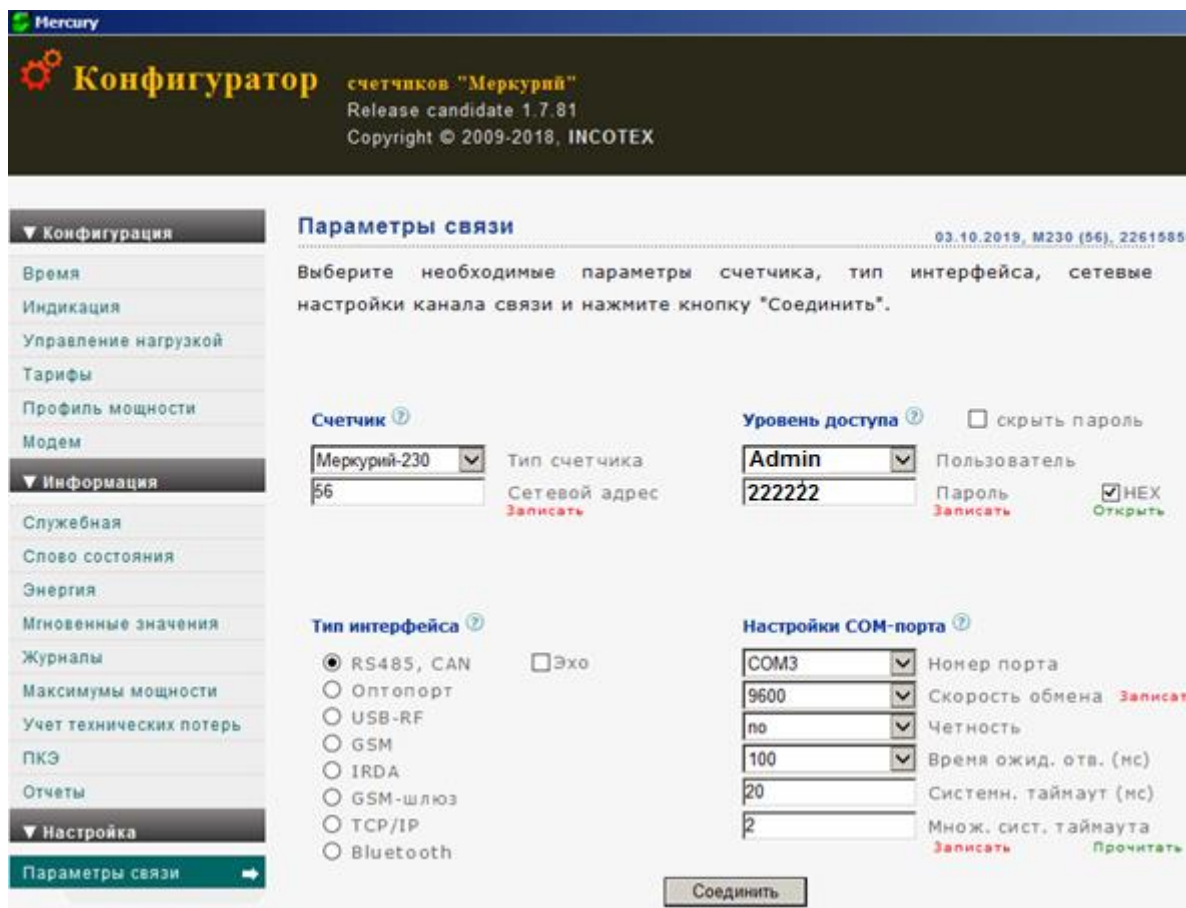 Mercury
Конфигуратор счетчиков "Меркурий"
Release candidate 1.7.81
Copyright © 2009-2018, INCOTEX
▼ Конфигурация
Время
Индикация
Управление нагрузкой
Тарифы
Профиль мощности
Модем
▼ Информация
Служебная
Слово состояния
Энергия
Мгновенные значения
Журналы
Максимумы мощности
Учет технических потерь
ПКЭ
Отчеты
▼ Настройка
Параметры связи
Параметры связи
03.10.2019, M230 (56), 2261585
Выберите необходимые параметры счетчика, тип интерфейса, сетевые
настройки канала связи и нажмите кнопку "Соединить".
Счетчик ?
Меркурий-230 Тип счетчика
56 Сетевой адрес
Записать
Уровень доступа ? скрыть пароль
Admin Пользователь
222222 Пароль HEX
Записать Открыть
Тип интерфейса ?
RS485, CAN Эхо
Оптопорт
USB-RF
GSM
IRDA
GSM-шлюз
TCP/IP
Bluetooth
Настройки COM-порта ?
COM3 Номер порта
9600 Скорость обмена Записат
no Четность
100 Время ожид. отв. (мс)
20 Системн. таймаут (мс)
2 Множ. сист. таймаута
Записать Прочитать
Соединить